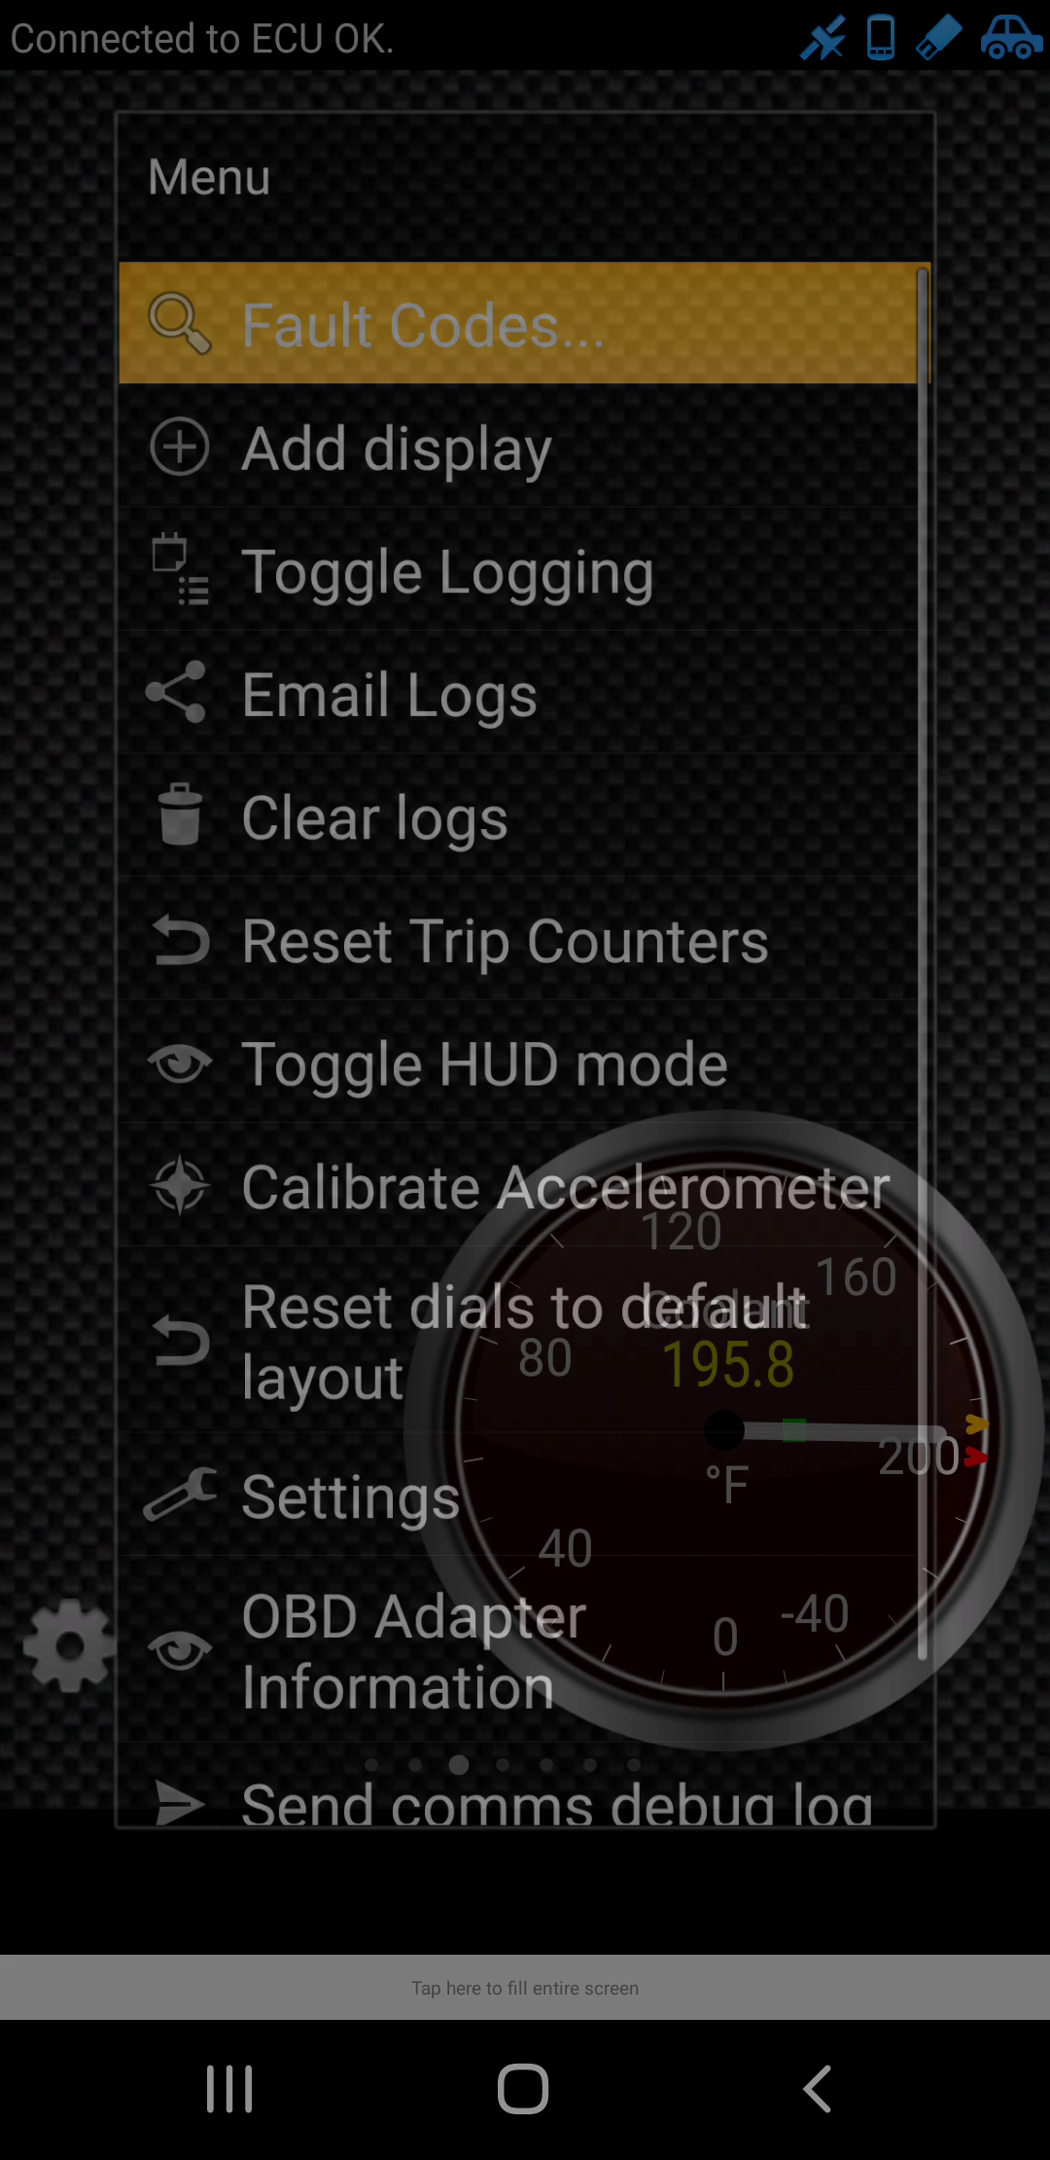 Connected to ECU OK.
Menu
Fault Codes...
Add display
Toggle Logging
Email Logs
Clear logs
Reset Trip Counters
Toggle HUD mode
Calibrate Accelerometer
120
160
Reset dials to default
Coolant
layout
80
195.8
200
°F
Settings
40
OBD Adapter
-40
0
Information
Send comms debug log
Tap here to fill entire screen